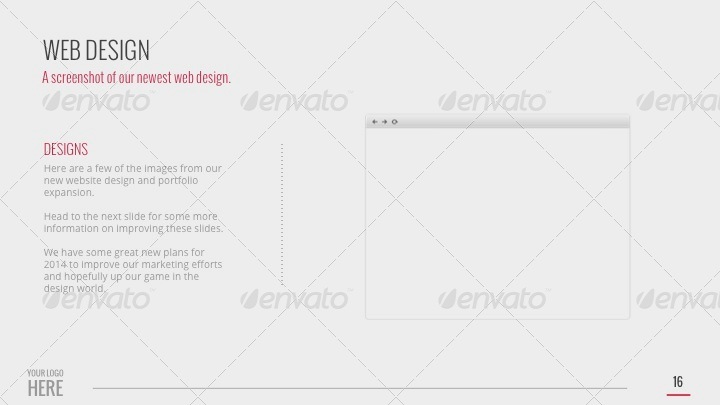 WEB DESIGN
A screenshot of our newest web design.
envato envato envato envato
DESIGNS
Here are a few of the images from our
new website design and portfolio
expansion.
Head to the next slide for some more
information on improving these slides.
We have some great new plans for
2014 to improve our marketing efforts
and hopefully up our game in the
design world.
envato envato envato envato
YOUR LOGO
HERE
16